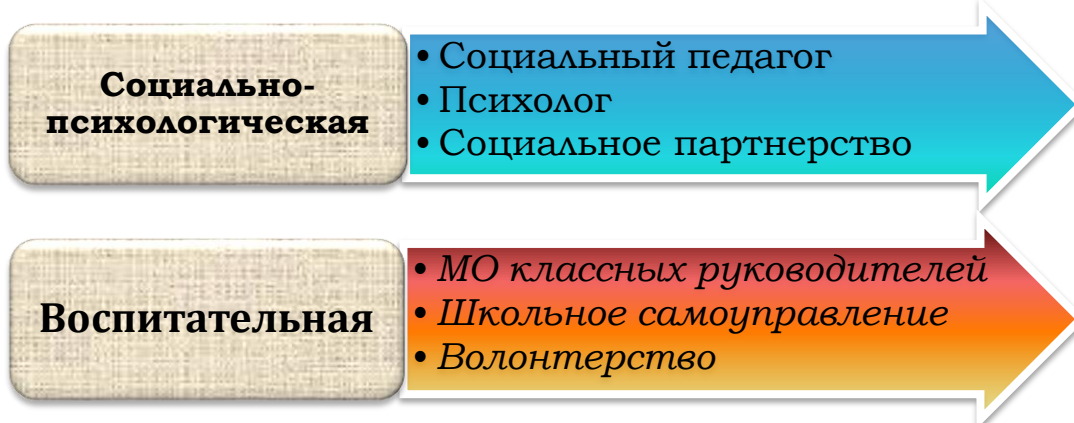 Социально-
психологическая
• Социальный педагог
• Психолог
• Социальное партнерство
Воспитательная
• МО классных руководителей
• Школьное самоуправление
• Волонтерство